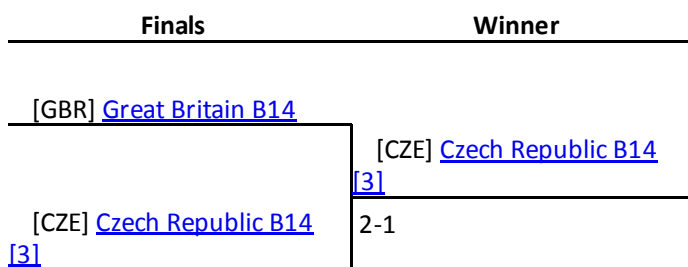 Finals Winner
[GBR] Great Britain B14
[CZE] Czech Republic B14
[3]
[CZE] Czech Republic B14
[3]
2-1